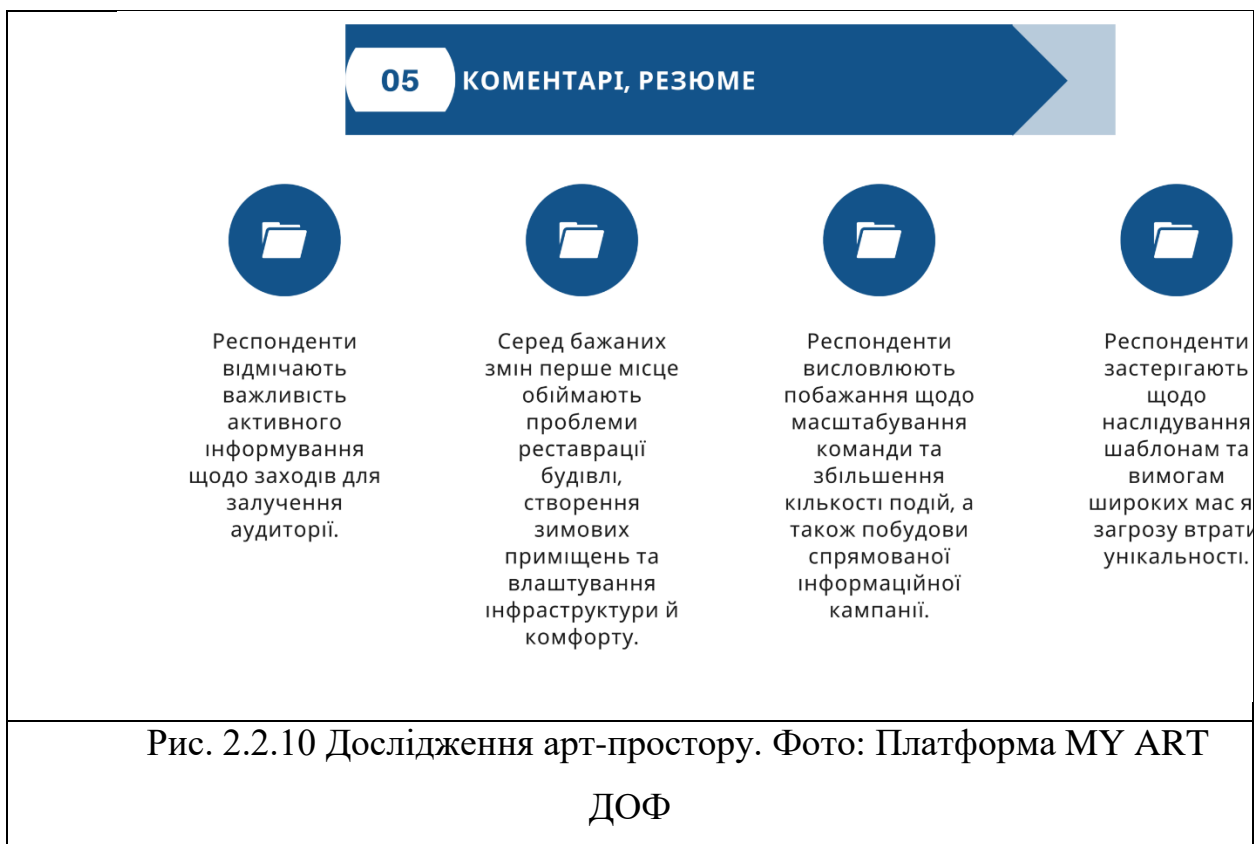 05 КОМЕНТАРІ, РЕЗЮМЕ
Респонденти
відмічають
важливість
активного
інформування
щодо заходів для
залучення
аудиторії.
Серед бажаних
змін перше місце
обіймають
проблеми
реставрації
будівлі,
створення
зимових
приміщень та
влаштування
інфраструктури й
комфорту.
Респонденти
висловлюють
побажання щодо
масштабування
команди та
збільшення
кількості подій, а
також побудови
спрямованої
інформаційної
кампанії.
Респонденти
застерігають
щодо
наслідування
шаблонам та
вимогам
широких мас я
загрозу втрати
унікальності.
Рис. 2.2.10 Дослідження арт-простору. Фото: Платформа MY ART
ДОФ